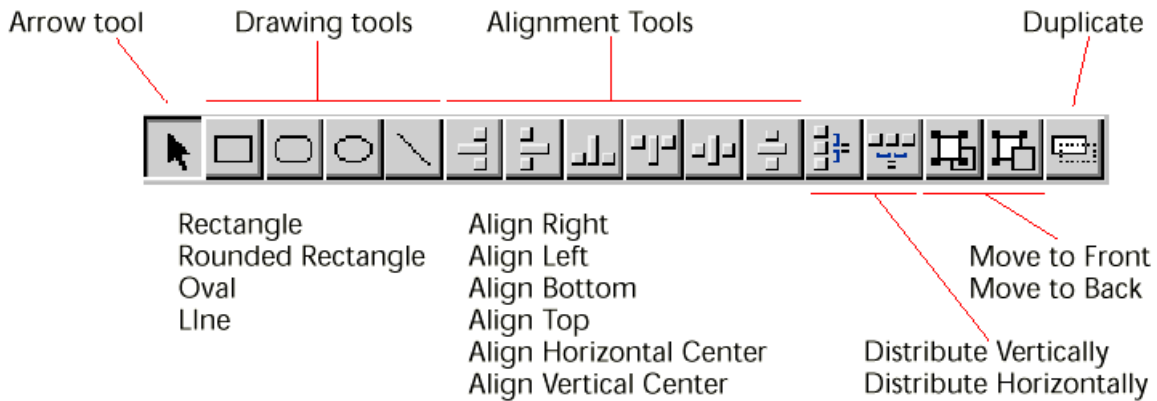 Arrow tool
Drawing tools
Alignment Tools
Duplicate
Rectangle
Rounded Rectangle
Oval
LIne
Align Right
Align Left
Align Bottom
Align Top
Align Horizontal Center
Align Vertical Center
Move to Front
Move to Back
Distribute Vertically
Distribute Horizontally